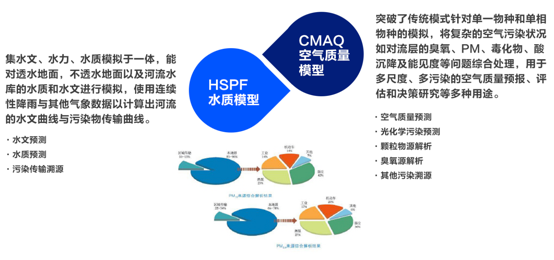 集水文、水力、水质模拟于一体，能
对透水地面，不透水地面以及河流水
库的水质和水文进行模拟，使用连续
性降雨与其他气象数据以计算出河流
的水文曲线与污染物传输曲线。
· 水文预测
· 水质预测
· 污染传输溯源
HSPF
水质模型
CMAQ
空气质量
模型
突破了传统模式针对单一物种和单相
物种的模拟，将复杂的空气污染状况
如对流层的臭氧、PM、毒化物、酸
沉降及能见度等问题综合处理，用于
多尺度、多污染的空气质量预报、评
估和决策研究等多种用途。
· 空气质量预测
· 光化学污染预测
· 颗粒物源解析
· 臭氧源解析
· 其他污染溯源